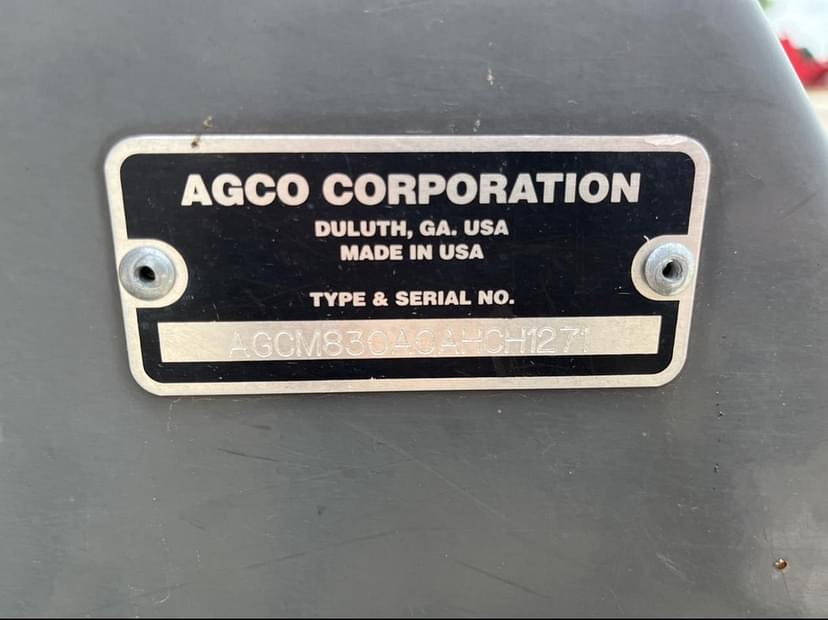 AGCO CORPORATION
DULUTH, GA. USA
MADE IN USA
TYPE & SERIAL NO.
AGCM830A0AHCH1271